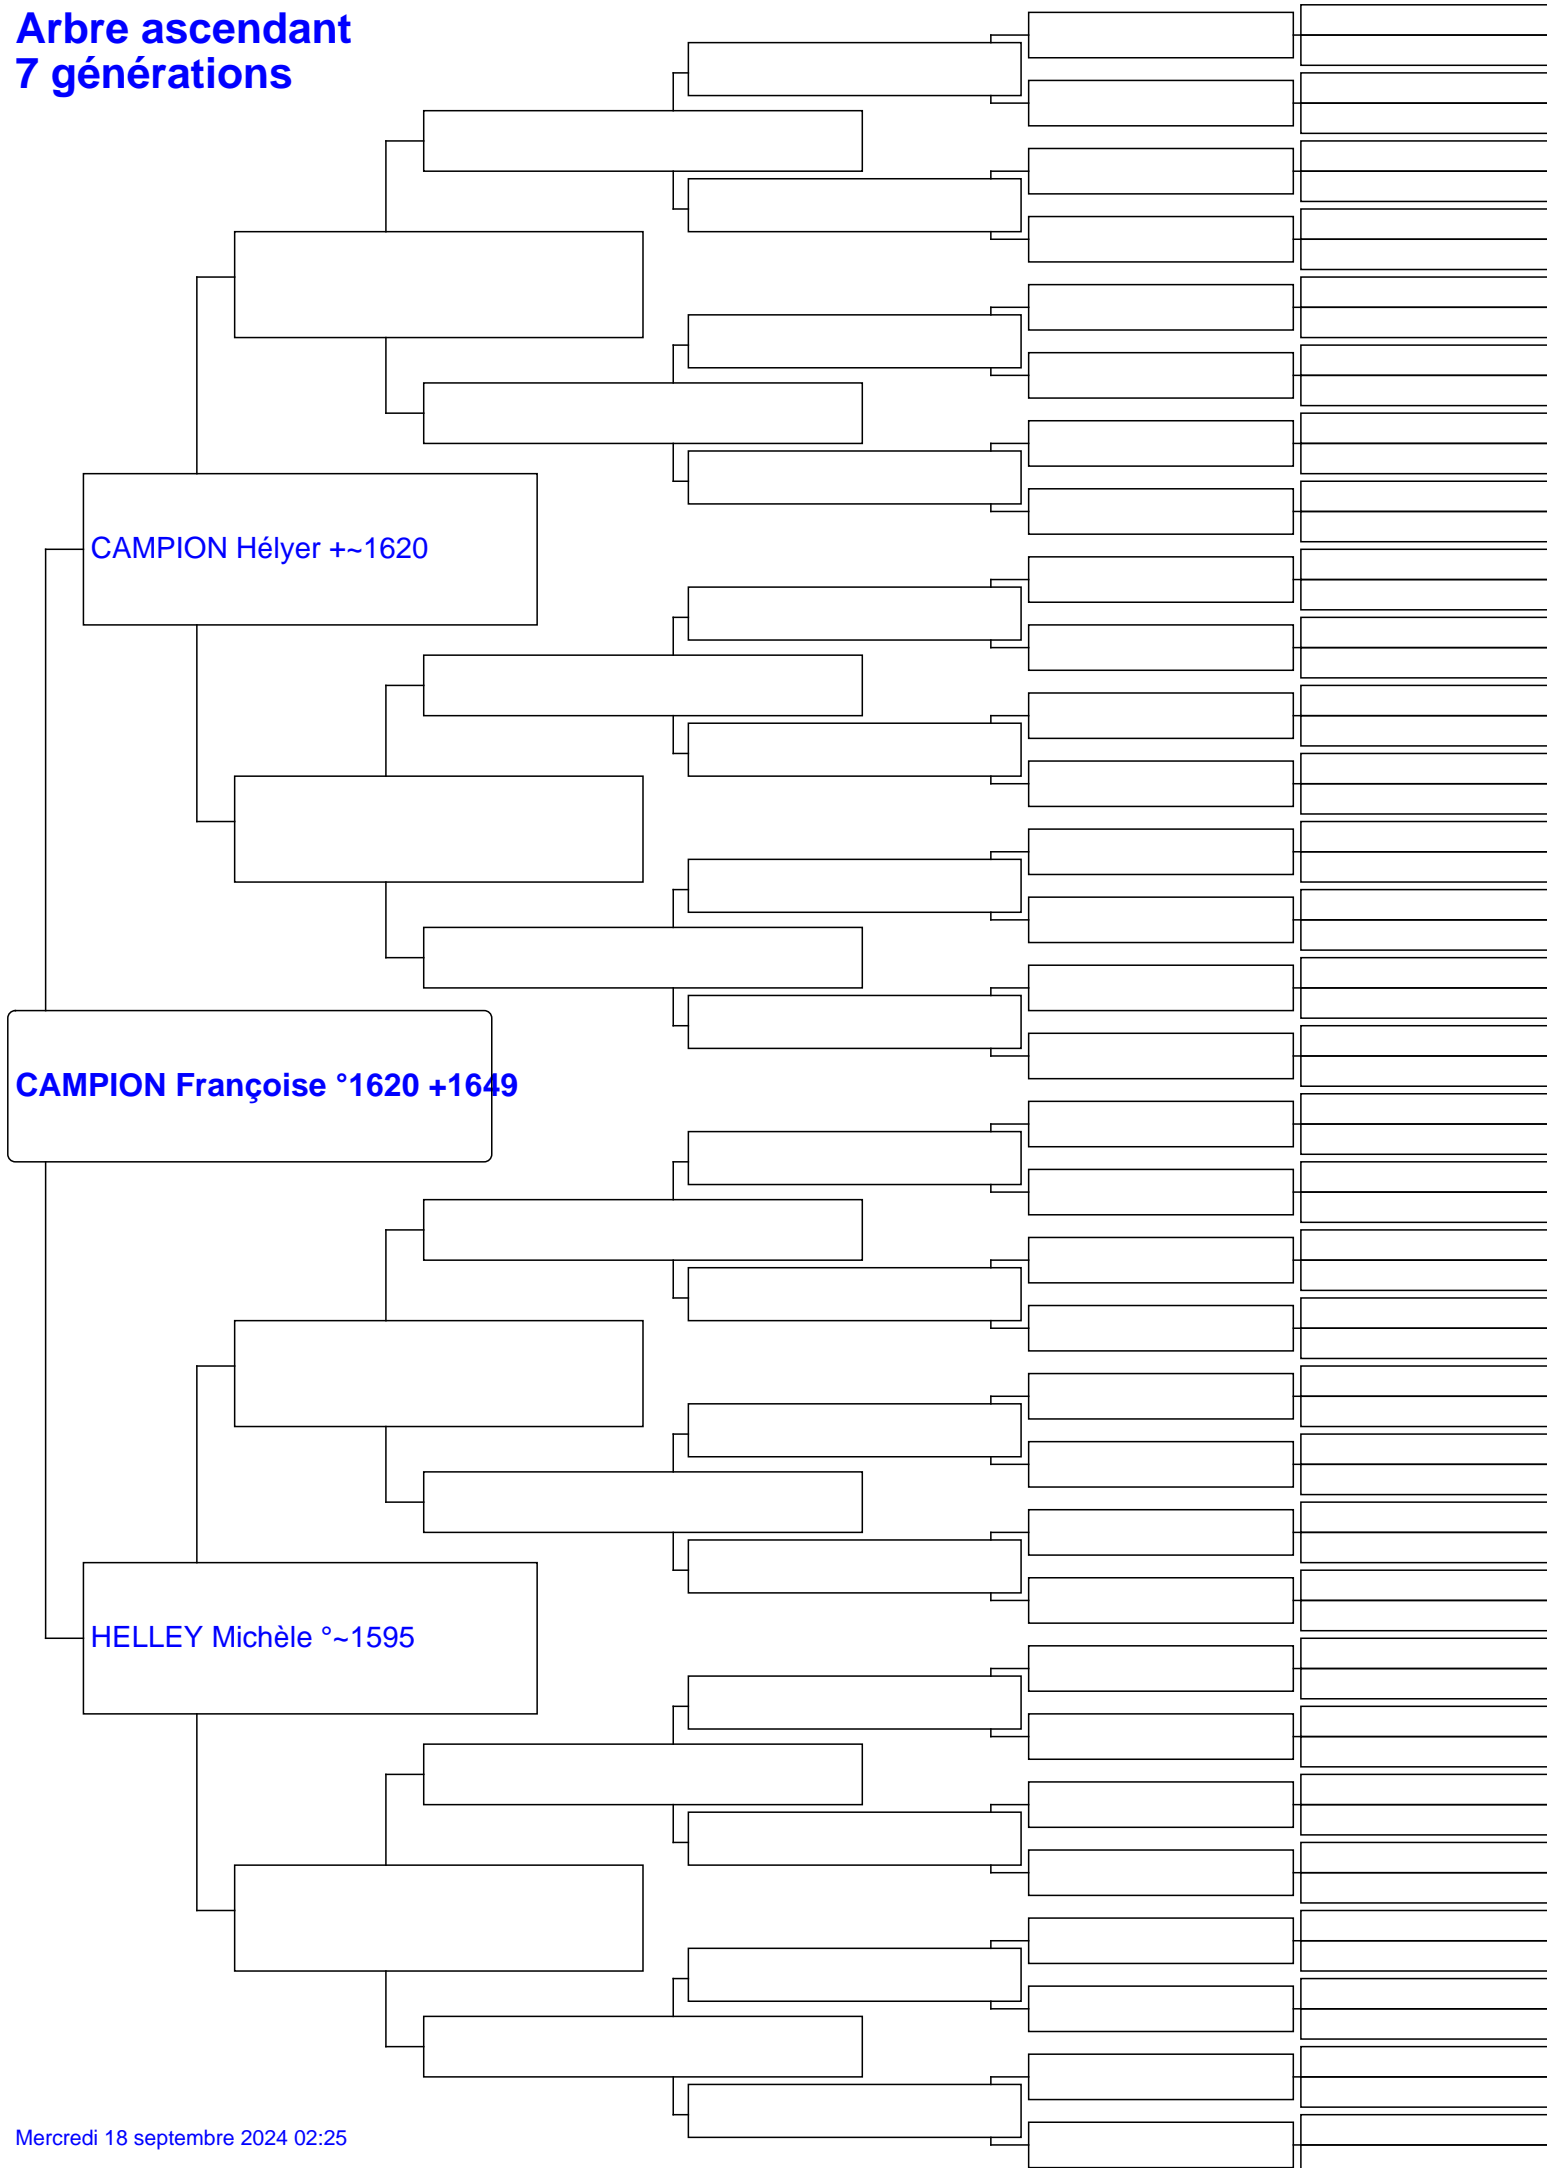 Arbre ascendant
7 générations
CAMPION Hélyer +~1620
CAMPION Françoise °1620 +1649
HELLEY Michèle °~1595
Mercredi 18 septembre 2024 02:25